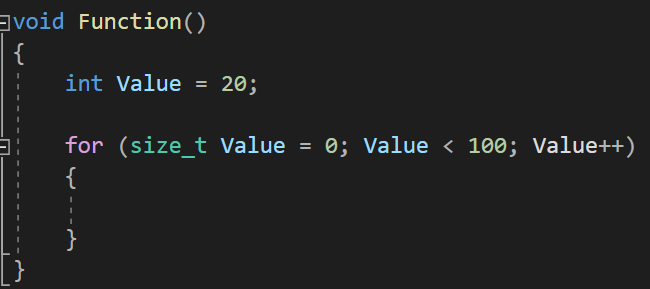 void Function()
{
int Value = 20;
for (size_t Value = 0; Value < 100; Value++)
{
}
}